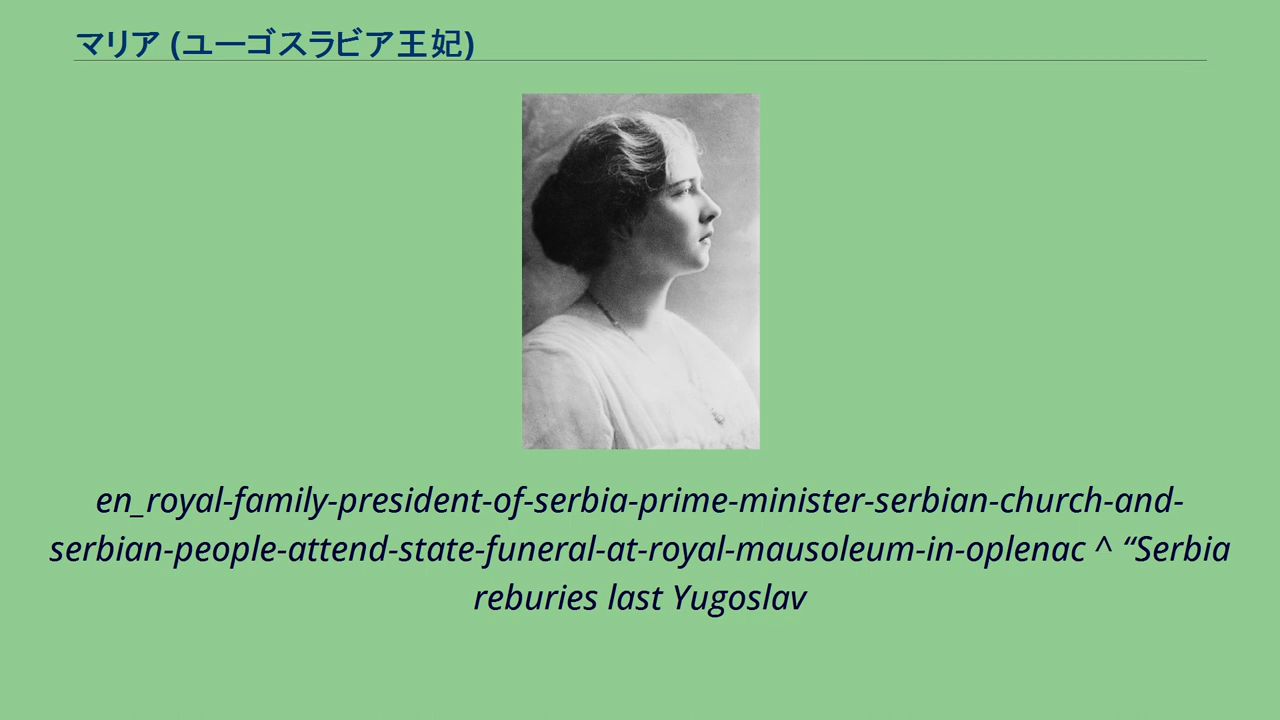 マリア (ユーゴスラビア王妃)
en_royal-family-president-of-serbia-prime-minister-serbian-church-and-
serbian-people-attend-state-funeral-at-royal-mausoleum-in-oplenac ^ “Serbia
reburies last Yugoslav